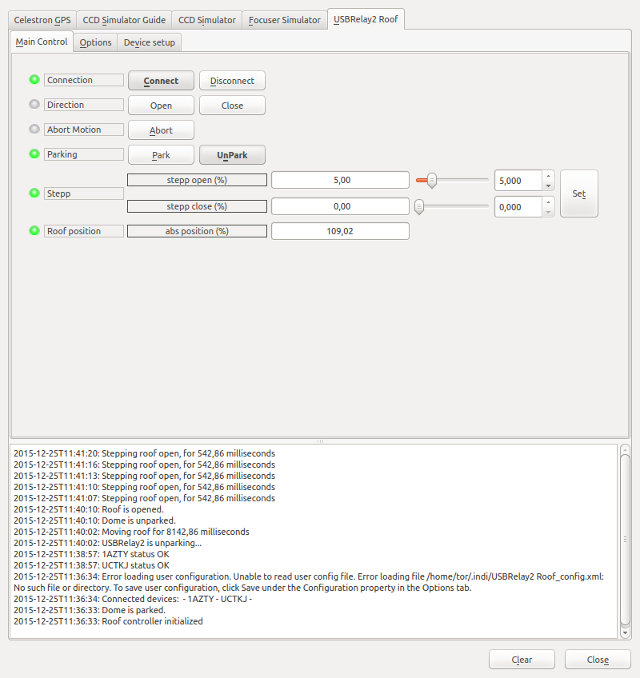 Celestron GPS CCD Simulator Guide CCD Simulator Focuser Simulator USBRelay2 Roof
Main Control Options Device setup
Connection Connect Disconnect
Direction Open Close
Abort Motion Abort
Parking Park UnPark
stepp open (%) 5,00 5,000
Stepp Set
stepp close (%) 0,00 0,000
Roof position abs position (%) 109,02
2015-12-25T11:41:20: Stepping roof open, for 542,86 milliseconds
2015-12-25T11:41:16: Stepping roof open, for 542,86 milliseconds
2015-12-25T11:41:13: Stepping roof open, for 542,86 milliseconds
2015-12-25T11:41:10: Stepping roof open, for 542,86 milliseconds
2015-12-25T11:41:07: Stepping roof open, for 542,86 milliseconds
2015-12-25T11:40:10: Roof is opened.
2015-12-25T11:40:10: Dome is unparked.
2015-12-25T11:40:02: Moving roof for 8142,86 milliseconds
2015-12-25T11:40:02: USBRelay2 is unparking...
2015-12-25T11:38:57: 1AZTY status OK
2015-12-25T11:38:57: UCTKJ status OK
2015-12-25T11:36:34: Error loading user configuration. Unable to read user config file. Error loading file /home/tor/.indi/USBRelay2 Roof_config.xml:
No such file or directory. To save user configuration, click Save under the Configuration property in the Options tab.
2015-12-25T11:36:34: Connected devices:  - 1AZTY - UCTKJ -
2015-12-25T11:36:33: Dome is parked.
2015-12-25T11:36:33: Roof controller initialized
Clear Close